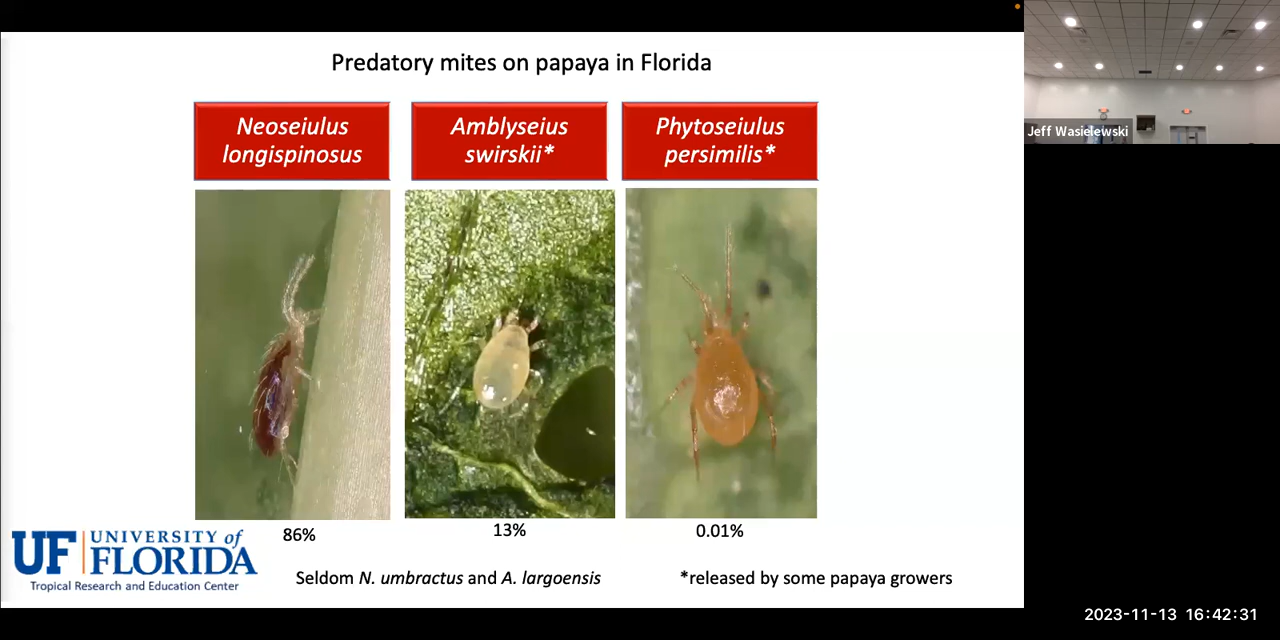 Predatory mites on papaya in Florida
Neoseiulus
longispinosus
Amblyseius
swirskii*
Phytoseiulus
persimilis*
Jeff Wasielewski
86%
13%
0.01%
UF UNIVERSITY of
FLORIDA
Tropical Research and Education Center
Seldom N. umbractus and A. largoensis
*released by some papaya growers
2023-11-13 16:42:31